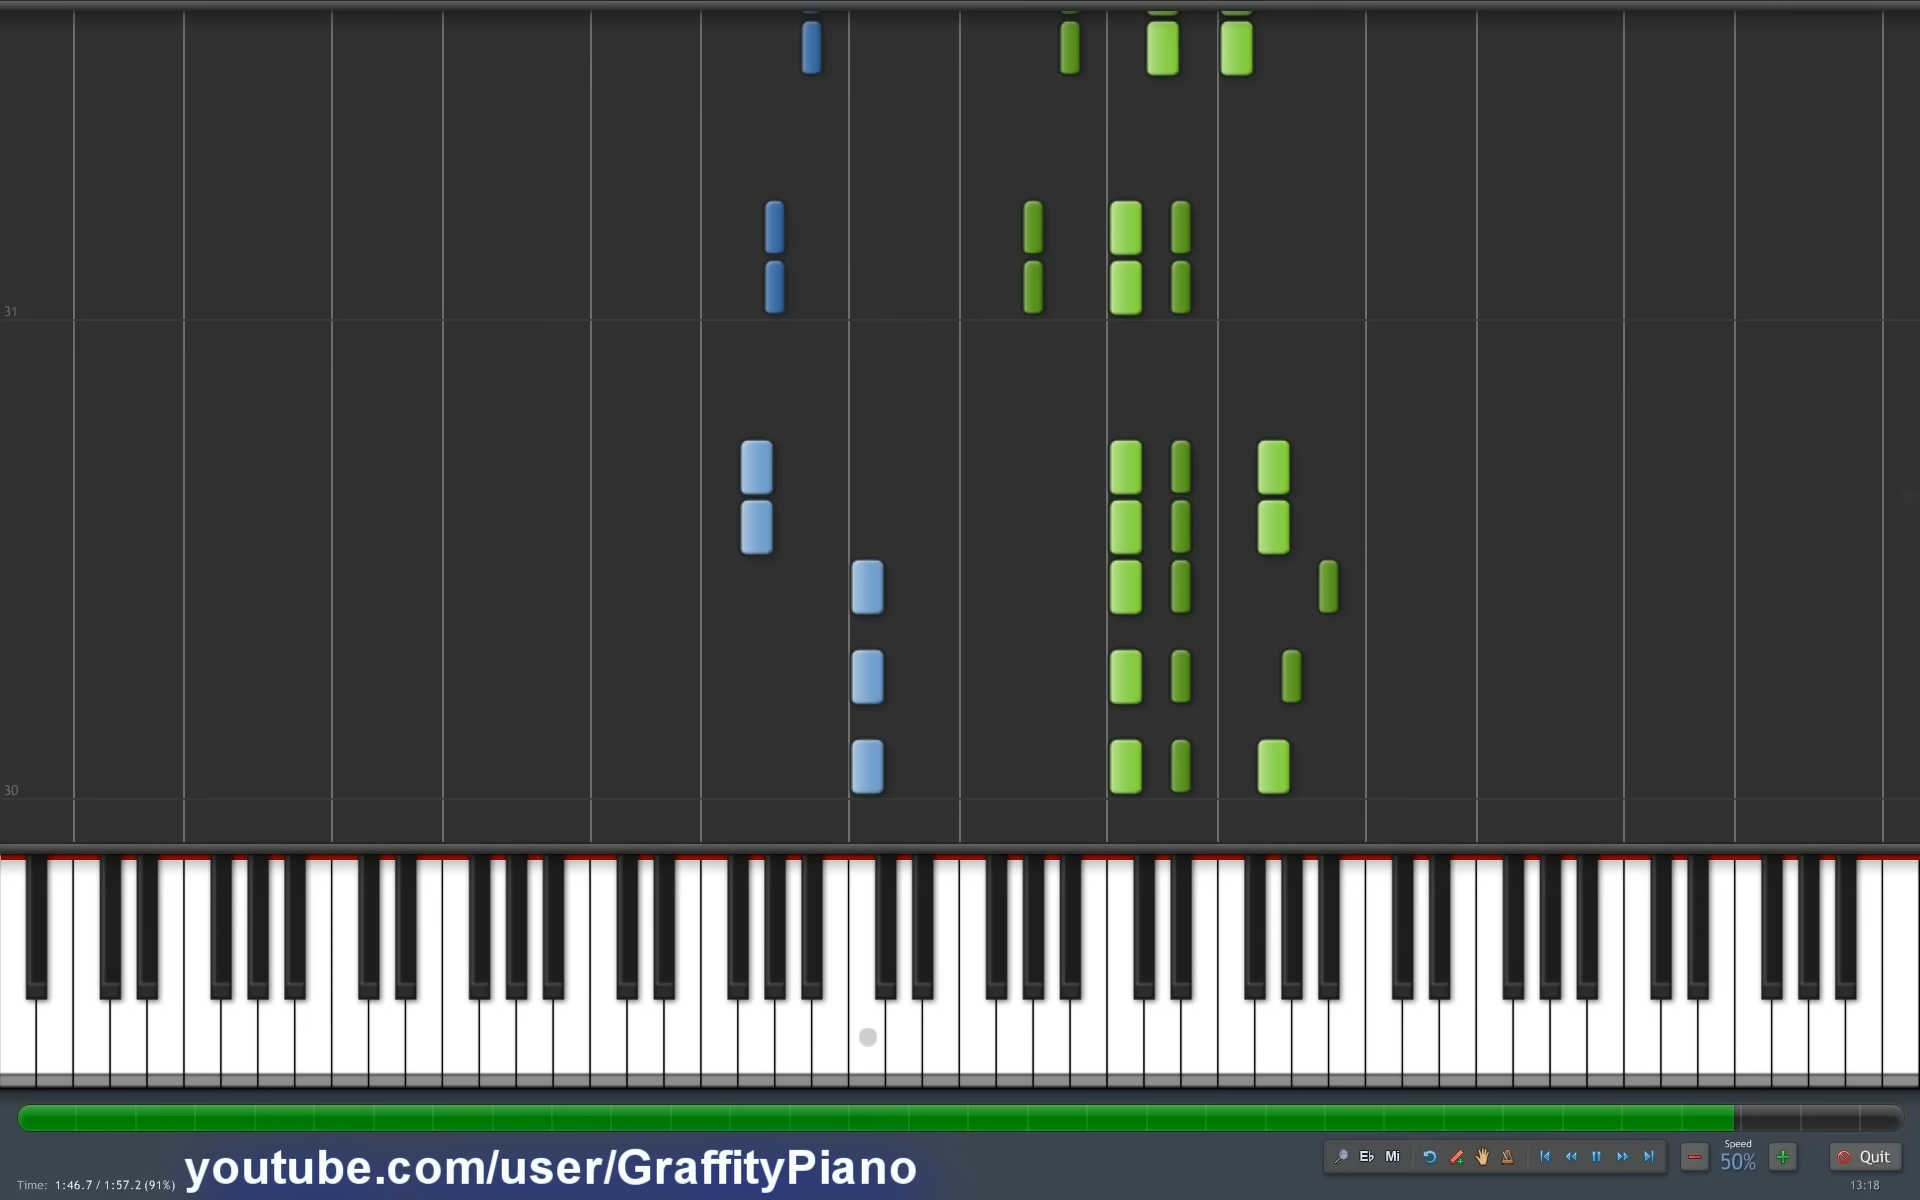 31
30
youtube.com/user/GraffityPiano
Time: 1:46.7 / 1:57.2 (91%)
E♭ Mi
Speed
50%
Quit
13:18